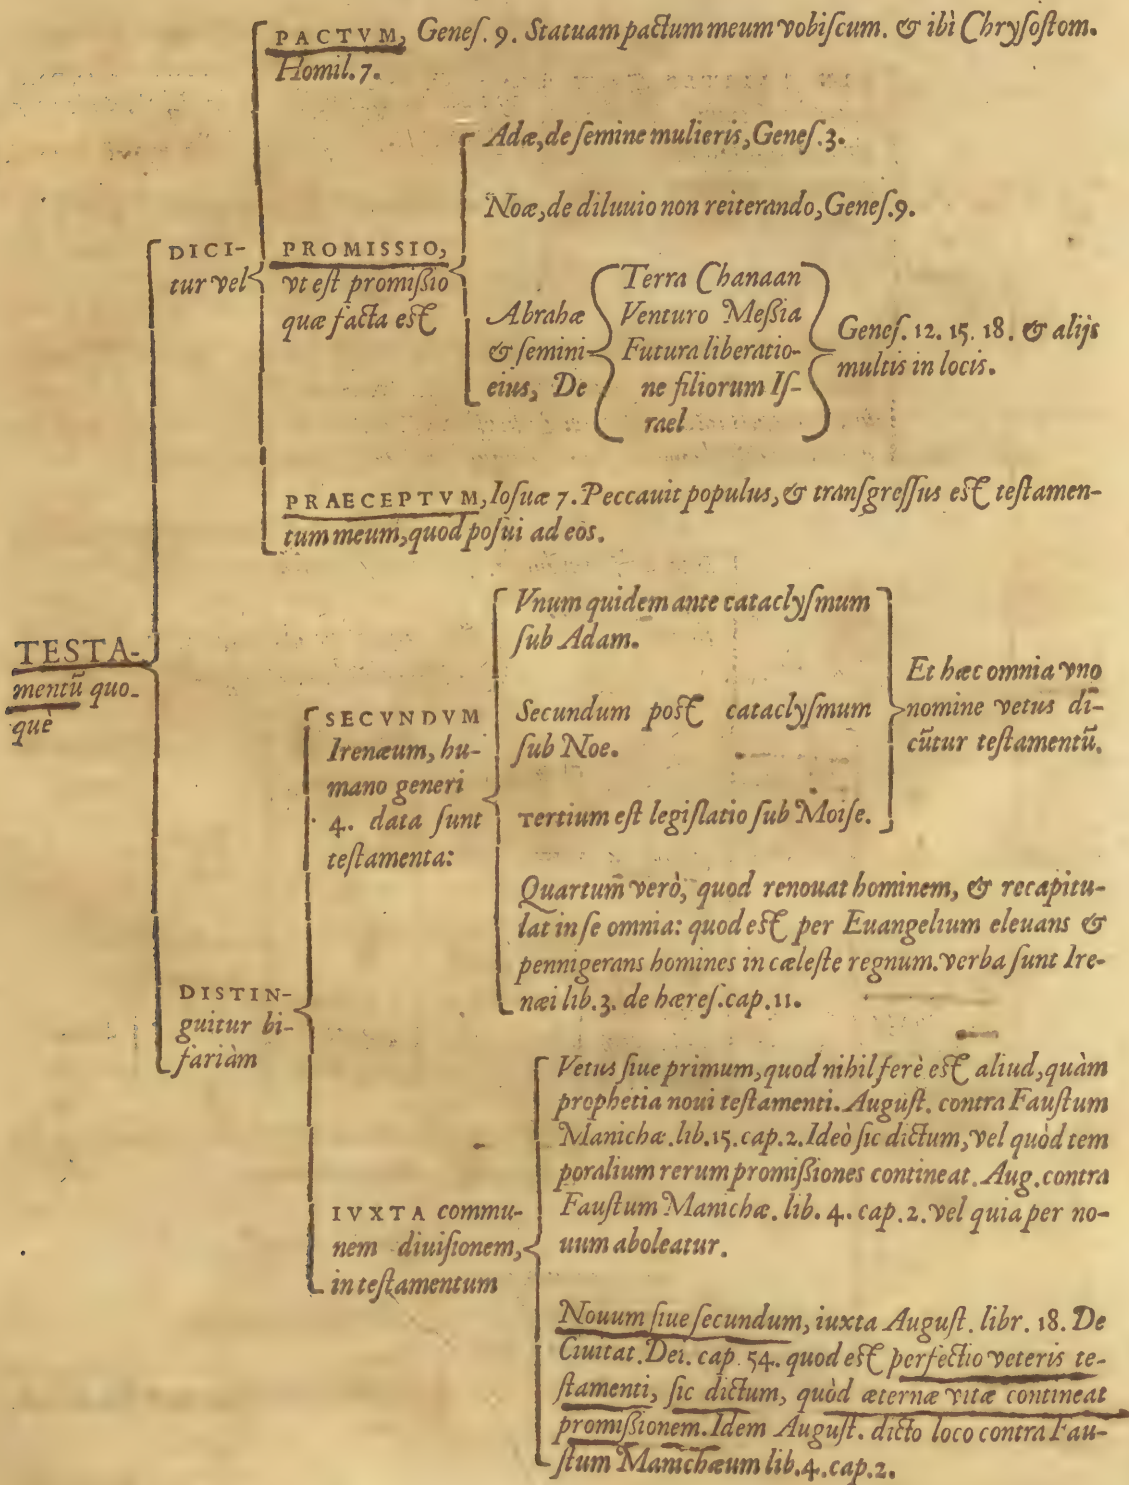 TESTA-
mentū quo-
què
DICI-
tur vel
PACTVM, Genes. 9. Statuam pactum meum vobiscum. & ibì Chrysostom.
Homil. 7.
PROMISSIO,
vt est promißio
quæ facta est
Adæ, de semine mulieris, Genes. 3.
Noæ, de diluuio non reiterando, Genes. 9.
Abrahæ
& semini
eius, De
Terra Chanaan
Venturo Meßia
Futura liberatio-
ne filiorum Is-
rael
Genes. 12. 15. 18. & alijs
multis in locis.
PRAECEPTVM, Iosuæ 7. Peccauit populus, & transgressus est testamen-
tum meum, quod posui ad eos.
DISTIN-
guitur bi-
fariàm
SECVNDVM
Irenæum, hu-
mano generi
4. data sunt
testamenta:
Vnum quidem ante cataclysmum
sub Adam.
Secundum post cataclysmum
sub Noe.
Tertium est legislatio sub Moise.
Et hæc omnia vno
nomine vetus di-
cūtur testamentū.
Quartum verò, quod renouat hominem, & recapitu-
lat in se omnia: quod est per Euangelium eleuans &
pennigerans homines in cæleste regnum. verba sunt Ire-
næi lib. 3. de hæres. cap. 11.
IVXTA commu-
nem diuisionem,
in testamentum
Vetus siue primum, quod nihil ferè est aliud, quàm
prophetia noui testamenti. August. contra Faustum
Manichæ. lib. 15. cap. 2. Ideò sic dictum, vel quòd tem
poralium rerum promißiones contineat. Aug. contra
Faustum Manichæ. lib. 4. cap. 2. vel quia per no-
uum aboleatur.
Nouum siue secundum, iuxta August. libr. 18. De
Ciuitat. Dei. cap. 54. quod est perfectio veteris te-
stamenti, sic dictum, quòd æternæ vitæ contineat
promißionem. Idem August. dicto loco contra Fau-
stum Manichæum lib. 4. cap. 2.